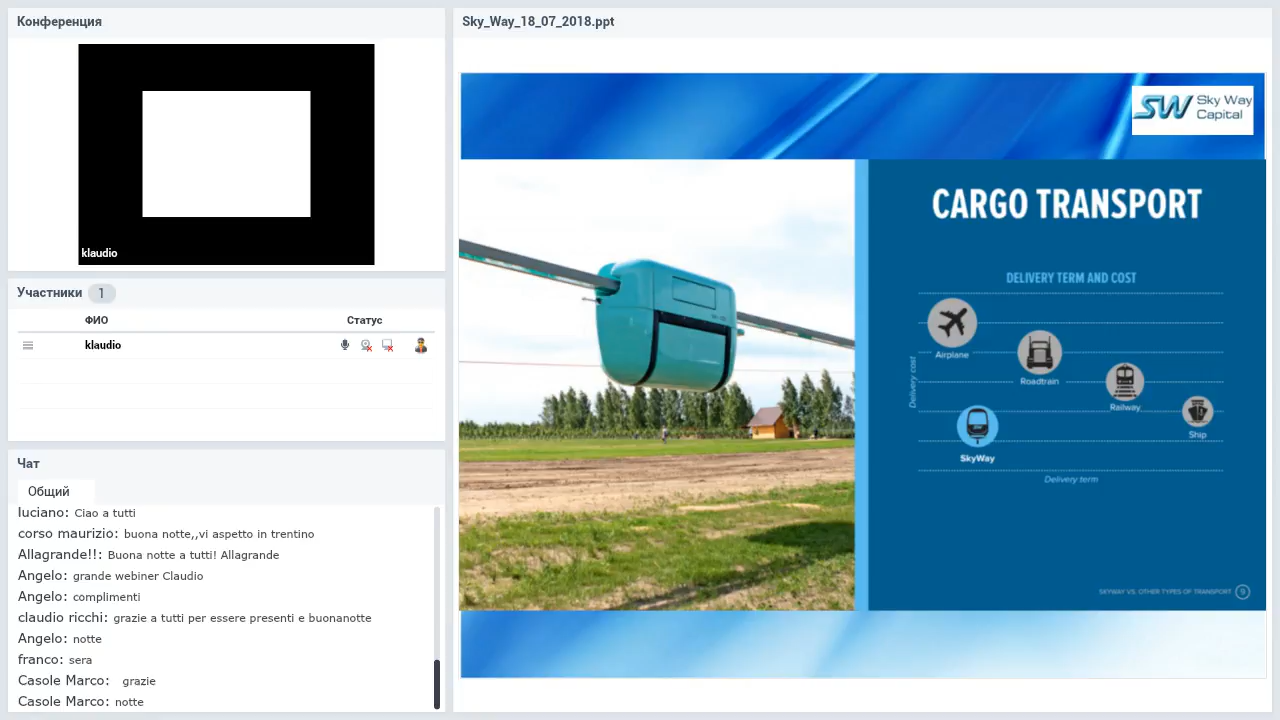 Конференция
klaudio
Участники 1
ФИО Статус
klaudio
Чат
Общий
luciano: Ciao a tutti
corso maurizio: buona notte,,vi aspetto in trentino
Allagrande!!: Buona notte a tutti! Allagrande
Angelo: grande webiner Claudio
Angelo: complimenti
claudio ricchi: grazie a tutti per essere presenti e buonanotte
Angelo: notte
franco: sera
Casole Marco: grazie
Casole Marco: notte
Sky_Way_18_07_2018.ppt
SW Sky Way
Capital
CARGO TRANSPORT
DELIVERY TERM AND COST
Delivery cost
Airplane
Roadtrain
Railway
Ship
SkyWay
Delivery term
SKYWAY VS. OTHER TYPES OF TRANSPORT 9